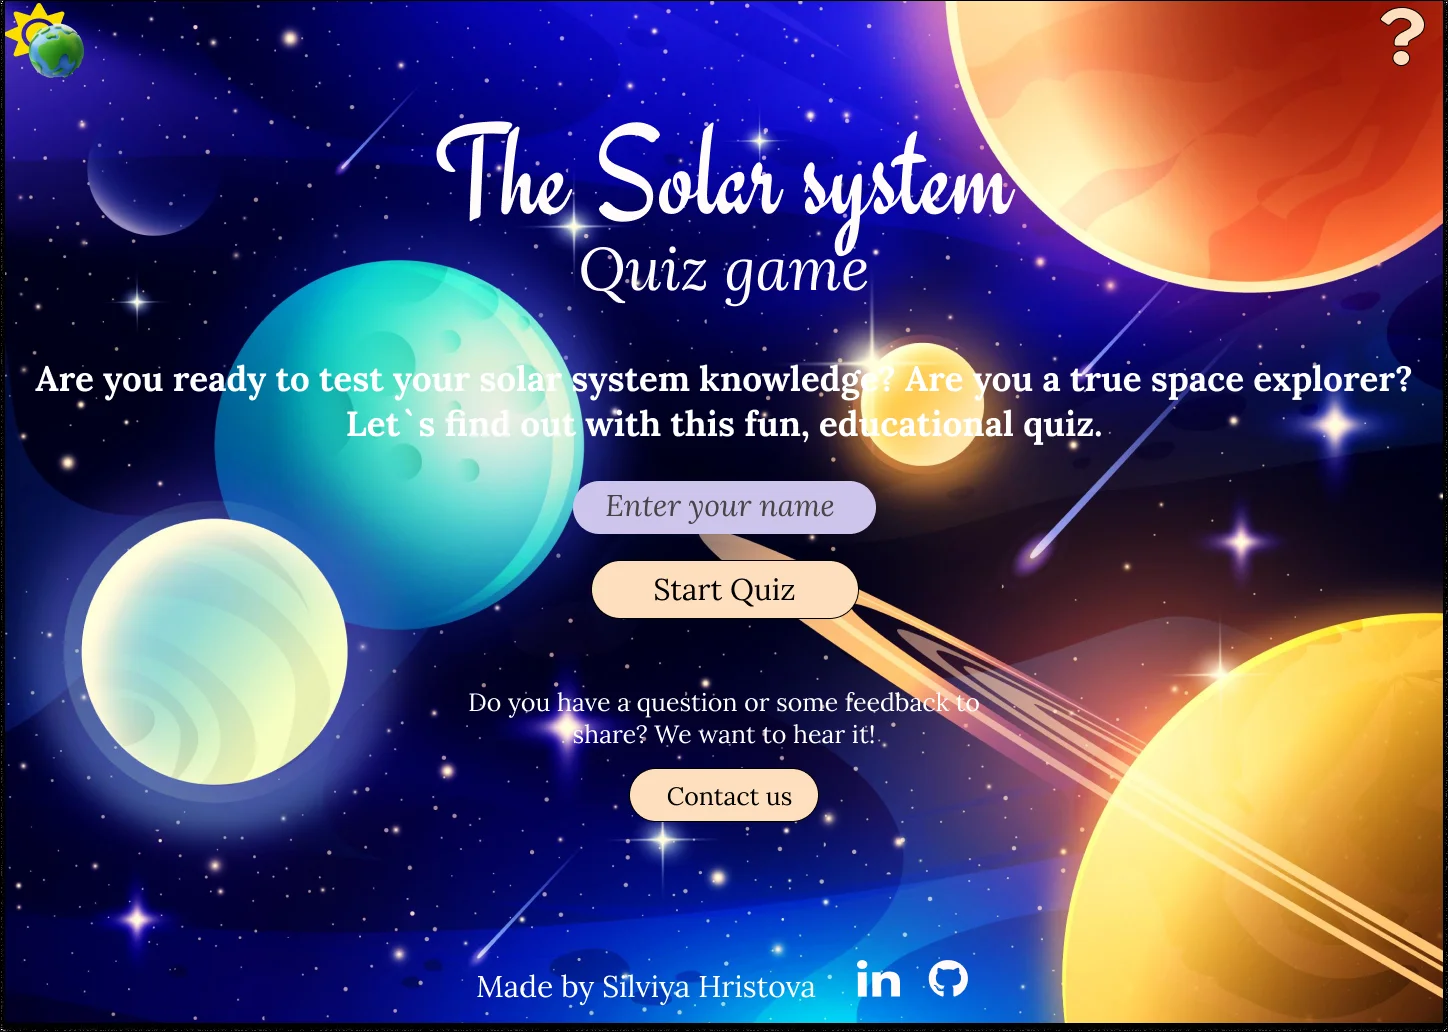 ?
The Solar system
Quiz game
Are you ready to test your solar system knowledge? Are you a true space explorer?
Let`s find out with this fun, educational quiz.
Enter your name
Start Quiz
Do you have a question or some feedback to
share? We want to hear it!
Contact us
Made by Silviya Hristova
in